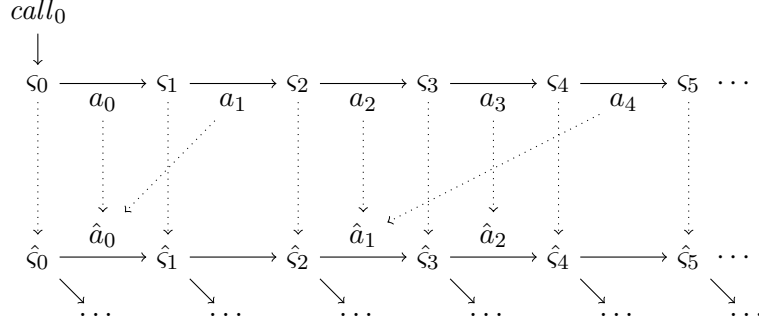 call₀
ς₀ ς₁ ς₂ ς₃ ς₄ ς₅ ⋯
a₀ a₁ a₂ a₃ a₄
â₀ â₁ â₂
ς̂₀ ς̂₁ ς̂₂ ς̂₃ ς̂₄ ς̂₅ ⋯
⋯ ⋯ ⋯ ⋯ ⋯ ⋯